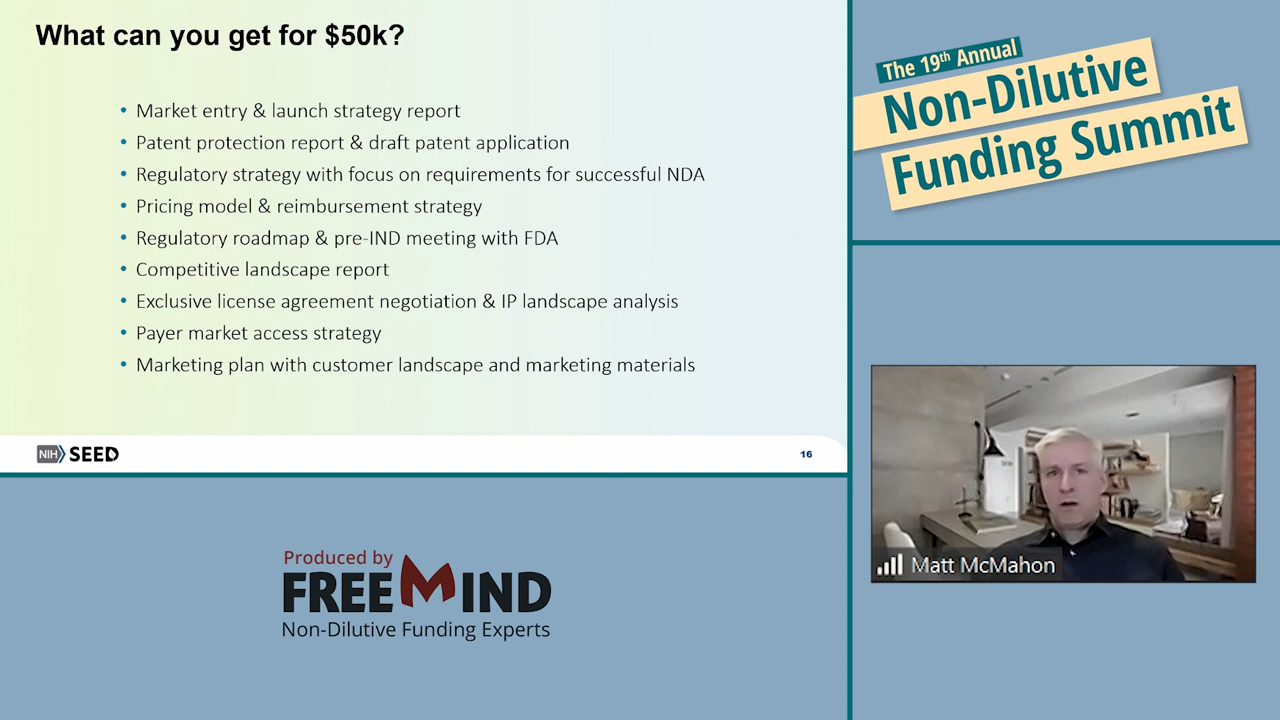 What can you get for $50k?
• Market entry & launch strategy report
• Patent protection report & draft patent application
• Regulatory strategy with focus on requirements for successful NDA
• Pricing model & reimbursement strategy
• Regulatory roadmap & pre-IND meeting with FDA
• Competitive landscape report
• Exclusive license agreement negotiation & IP landscape analysis
• Payer market access strategy
• Marketing plan with customer landscape and marketing materials
NIH SEED
16
The 19th Annual
Non-Dilutive
Funding Summit
Matt McMahon
Produced by
FREEMIND
Non-Dilutive Funding Experts